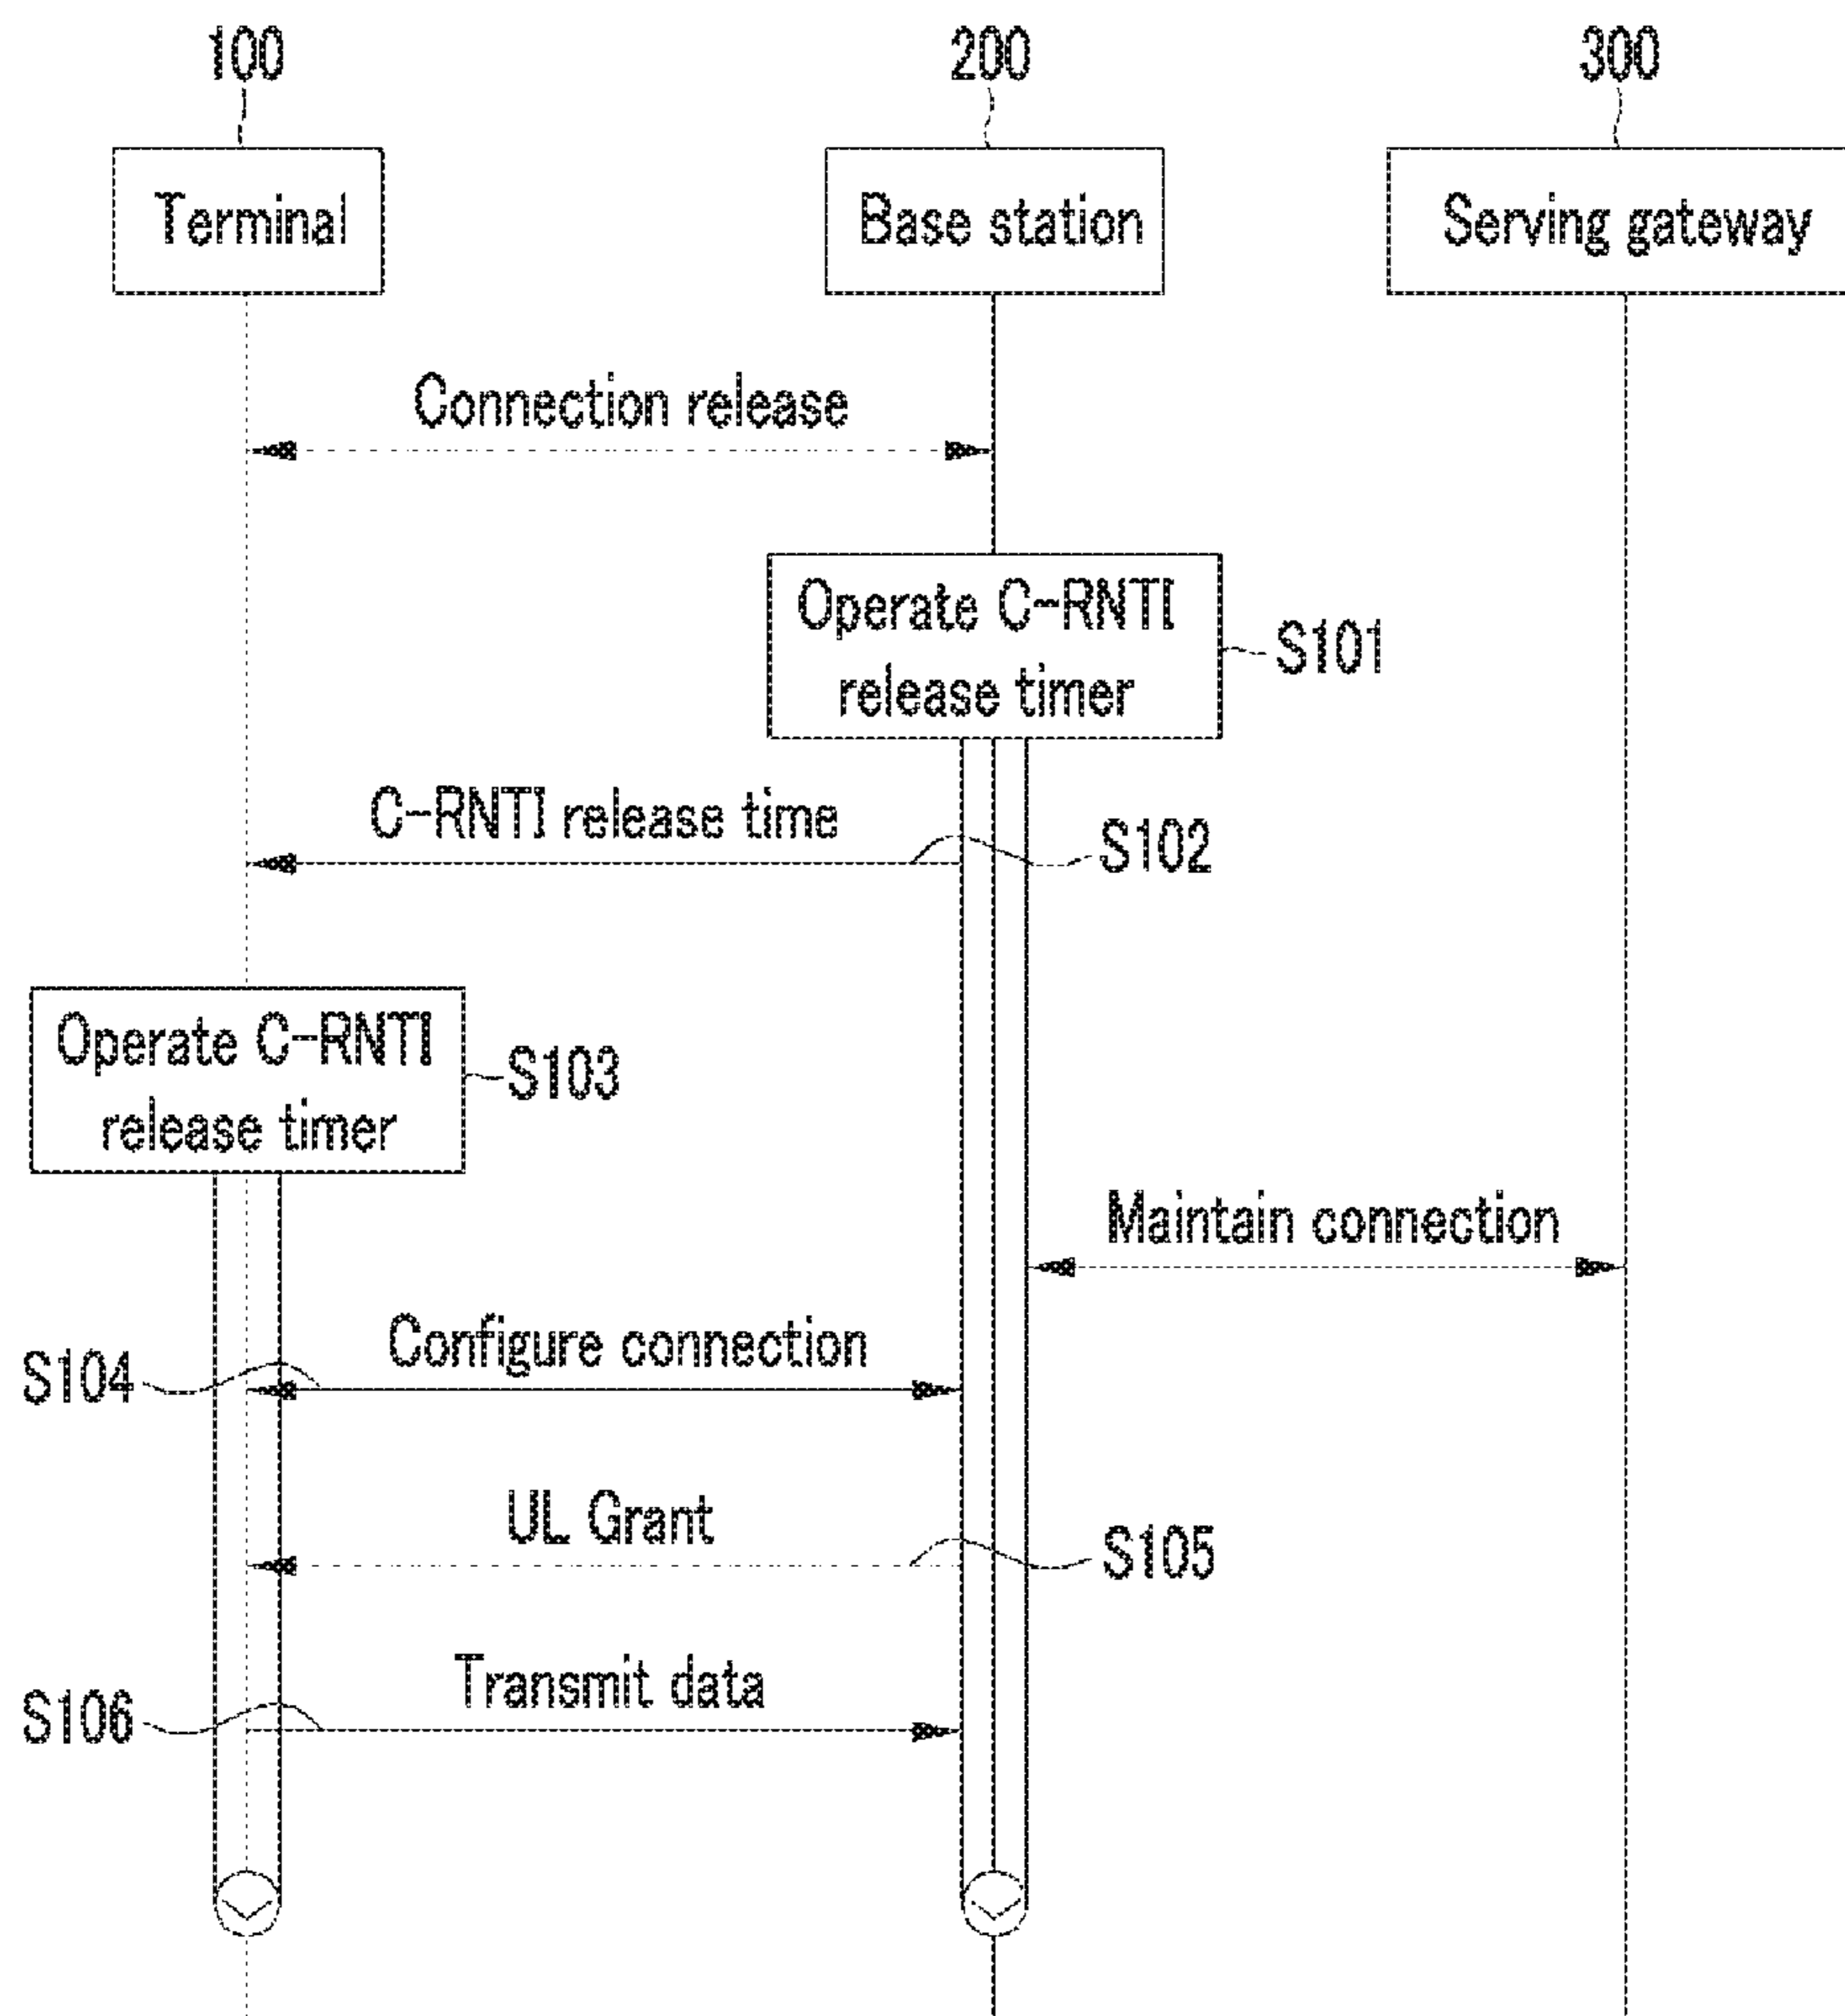 100
200
300
Terminal
Base station
Serving gateway
Connection release
Operate C-RNTI
release timer
S101
C-RNTI release time
S102
Operate C-RNTI
release timer
S103
Maintain connection
Configure connection
S104
UL Grant
S105
Transmit data
S106